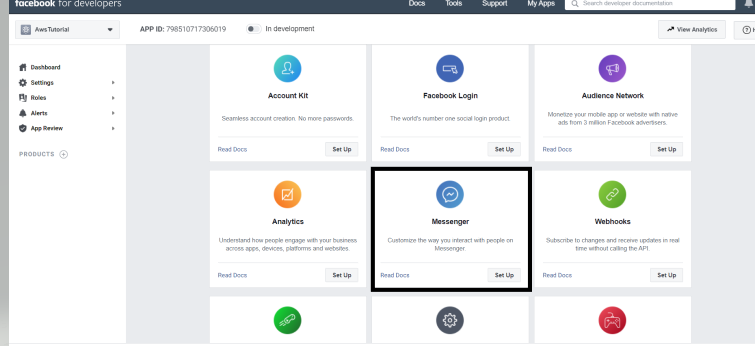 facebook for developers
Docs Tools Support My Apps Search developer documentation
AwsTutorial APP ID: 798510717306019 In development View Analytics
Dashboard
Settings
Roles
Alerts
App Review
PRODUCTS
Account Kit
Seamless account creation. No more passwords.
Read Docs Set Up
Facebook Login
The world's number one social login product.
Read Docs Set Up
Audience Network
Monetize your mobile app or website with native
ads from 3 million Facebook advertisers.
Read Docs Set Up
Analytics
Understand how people engage with your business
across apps, devices, platforms and websites.
Read Docs Set Up
Messenger
Customize the way you interact with people on
Messenger.
Read Docs Set Up
Webhooks
Subscribe to changes and receive updates in real
time without calling the API.
Read Docs Set Up